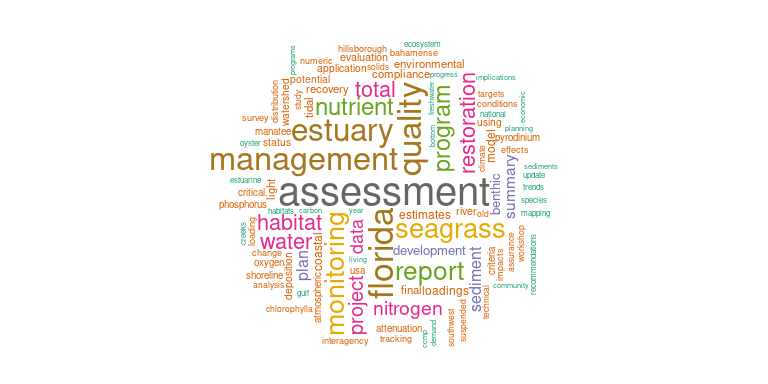 ecosystem
hillsborough
bahamense
programs
numeric
evaluation
environmental
application
solids
compliance
progress
implications
potential
recovery
total
distribution
watershed
study
tidal
nutrient
quality
freshwater
program
restoration
targets
conditions
national
economic
survey
manatee
estuary
bottom
using
planning
pyrodinium
oyster
status
model
effects
climate
management
summary
sediments
estuarine
light
assessment
benthic
update
critical
trends
phosphorus
species
habitats
carbon
year
mapping
creeks
loading
habitat
estimates
river
old
florida
seagrass
water
monitoring
data
change
coastal
plan
development
oxygen
living
sediment
criteria
impacts
assurance
workshop
recommendations
shoreline
deposition
usa
report
analysis
gulf
atmospheric
project
final
loadings
community
technical
chlorophylla
nitrogen
suspended
southwest
attenuation
interagency
tracking
ccmp
demand